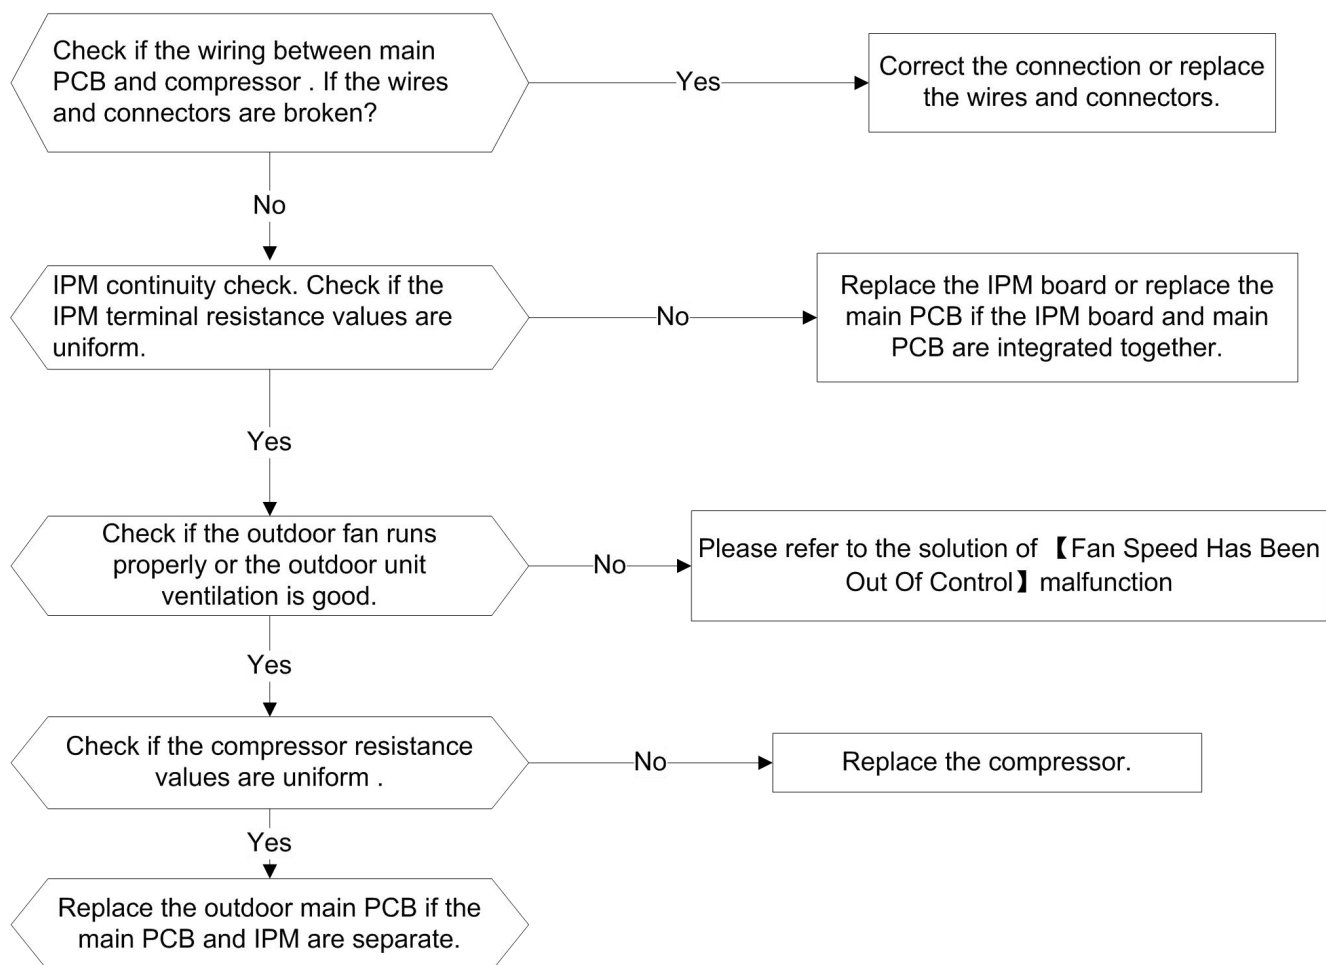 Check if the wiring between main
PCB and compressor . If the wires
and connectors are broken?
Yes
Correct the connection or replace
the wires and connectors.
No
IPM continuity check. Check if the
IPM terminal resistance values are
uniform.
No
Replace the IPM board or replace the
main PCB if the IPM board and main
PCB are integrated together.
Yes
Check if the outdoor fan runs
properly or the outdoor unit
ventilation is good.
No
Please refer to the solution of 【Fan Speed Has Been
Out Of Control】malfunction
Yes
Check if the compressor resistance
values are uniform .
No
Replace the compressor.
Yes
Replace the outdoor main PCB if the
main PCB and IPM are separate.